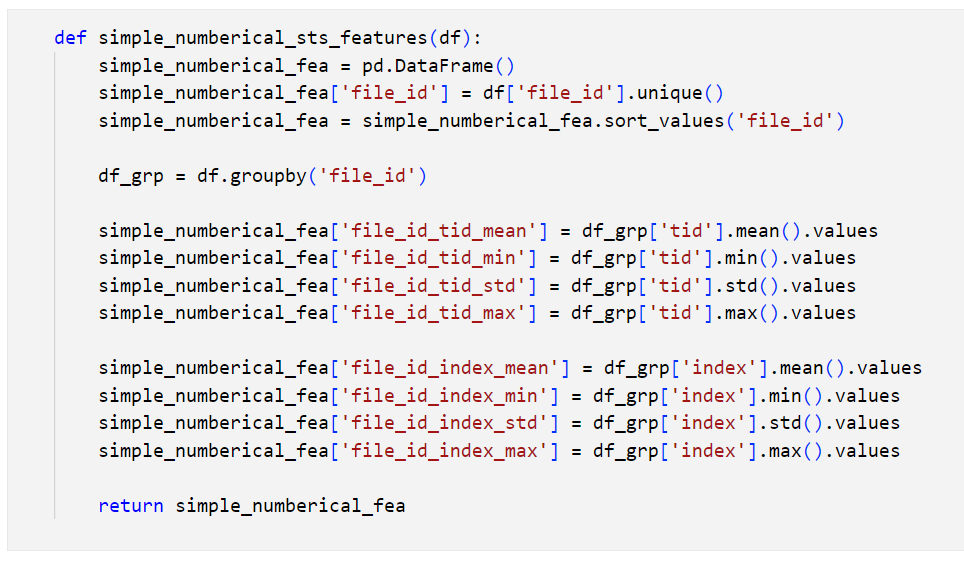 def simple_numberical_sts_features(df):
    simple_numberical_fea = pd.DataFrame()
    simple_numberical_fea['file_id'] = df['file_id'].unique()
    simple_numberical_fea = simple_numberical_fea.sort_values('file_id')

    df_grp = df.groupby('file_id')

    simple_numberical_fea['file_id_tid_mean'] = df_grp['tid'].mean().values
    simple_numberical_fea['file_id_tid_min'] = df_grp['tid'].min().values
    simple_numberical_fea['file_id_tid_std'] = df_grp['tid'].std().values
    simple_numberical_fea['file_id_tid_max'] = df_grp['tid'].max().values

    simple_numberical_fea['file_id_index_mean'] = df_grp['index'].mean().values
    simple_numberical_fea['file_id_index_min'] = df_grp['index'].min().values
    simple_numberical_fea['file_id_index_std'] = df_grp['index'].std().values
    simple_numberical_fea['file_id_index_max'] = df_grp['index'].max().values

    return simple_numberical_fea